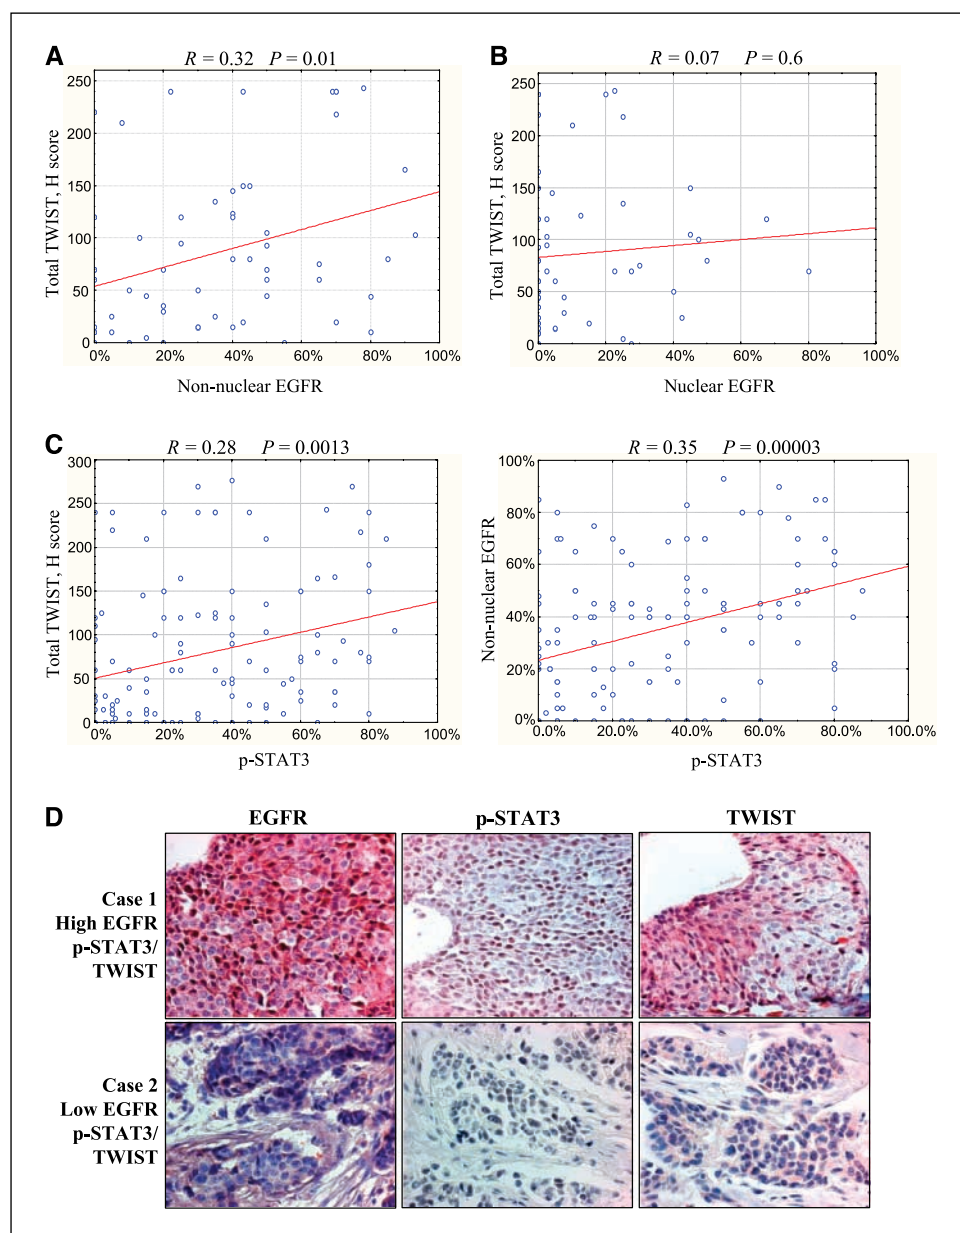 A
R = 0.32 P = 0.01
Total TWIST, H score
250
200
150
100
50
0
0% 20% 40% 60% 80% 100%
Non-nuclear EGFR
B
R = 0.07 P = 0.6
Total TWIST, H score
250
200
150
100
50
0
0% 20% 40% 60% 80% 100%
Nuclear EGFR
C
R = 0.28 P = 0.0013
Total TWIST, H score
300
250
200
150
100
50
0
0% 20% 40% 60% 80% 100%
p-STAT3
R = 0.35 P = 0.00003
Non-nuclear EGFR
100%
80%
60%
40%
20%
0%
0.0% 20.0% 40.0% 60.0% 80.0% 100.0%
p-STAT3
D
EGFR p-STAT3 TWIST
Case 1
High EGFR
p-STAT3/
TWIST
Case 2
Low EGFR
p-STAT3/
TWIST